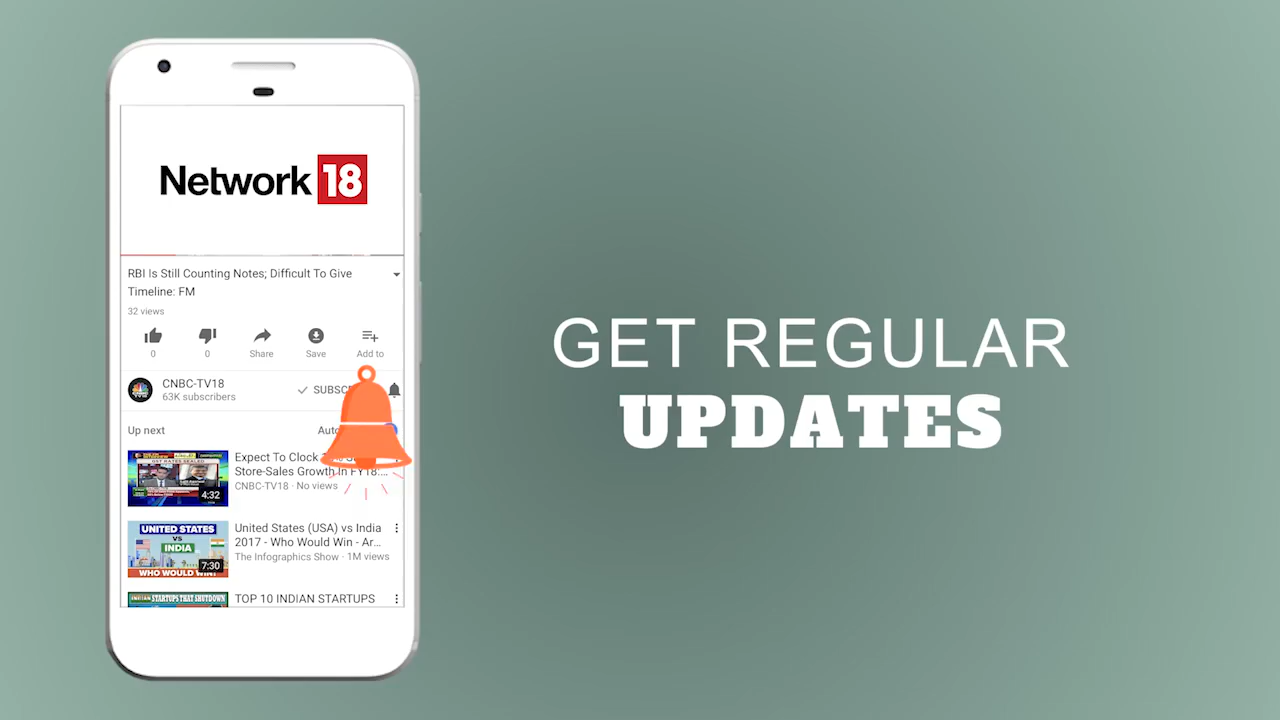 Network 18
RBI Is Still Counting Notes; Difficult To Give
Timeline: FM
32 views
0
0
Share
Save
Add to
CNBC-TV18
63K subscribers
Up next
Expect To Clock
Store-Sales Growth In FY18:...
CNBC-TV18 · No views
4:32
UNITED STATES
VS
INDIA
WHO WOULD WIN?
7:30
United States (USA) vs India
2017 - Who Would Win - Ar...
The Infographics Show · 1M views
INDIAN STARTUPS THAT SHUTDOWN
TOP 10 INDIAN STARTUPS
GET REGULAR
UPDATES